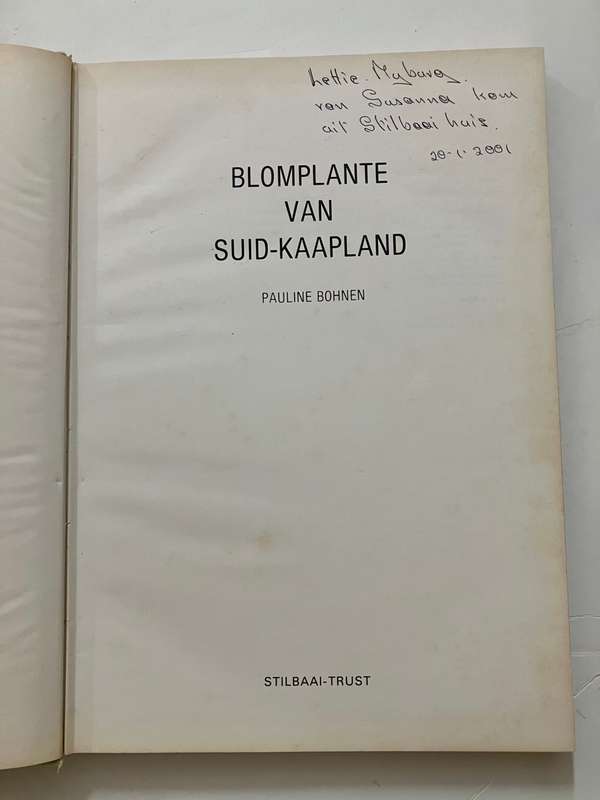 Lettie. Myburg.
van Susanna kom
uit Stilbaai huis.
20-1-2001
BLOMPLANTE
VAN
SUID-KAAPLAND
PAULINE BOHNEN
STILBAAI-TRUST